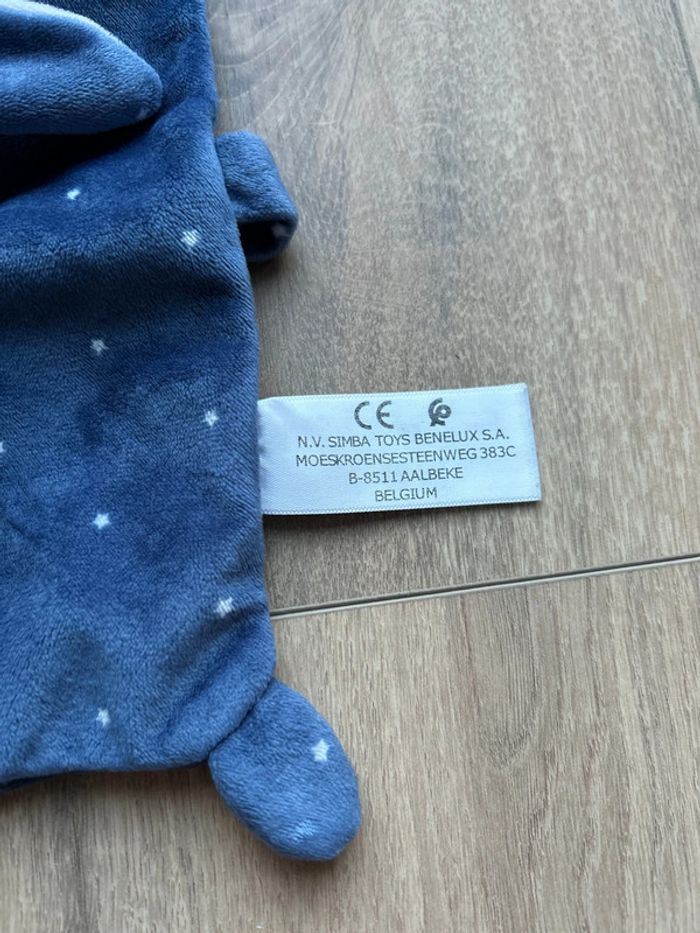 CE
N.V. SIMBA TOYS BENELUX S.A.
MOESKROENSESTEENWEG 383C
B-8511 AALBEKE
BELGIUM